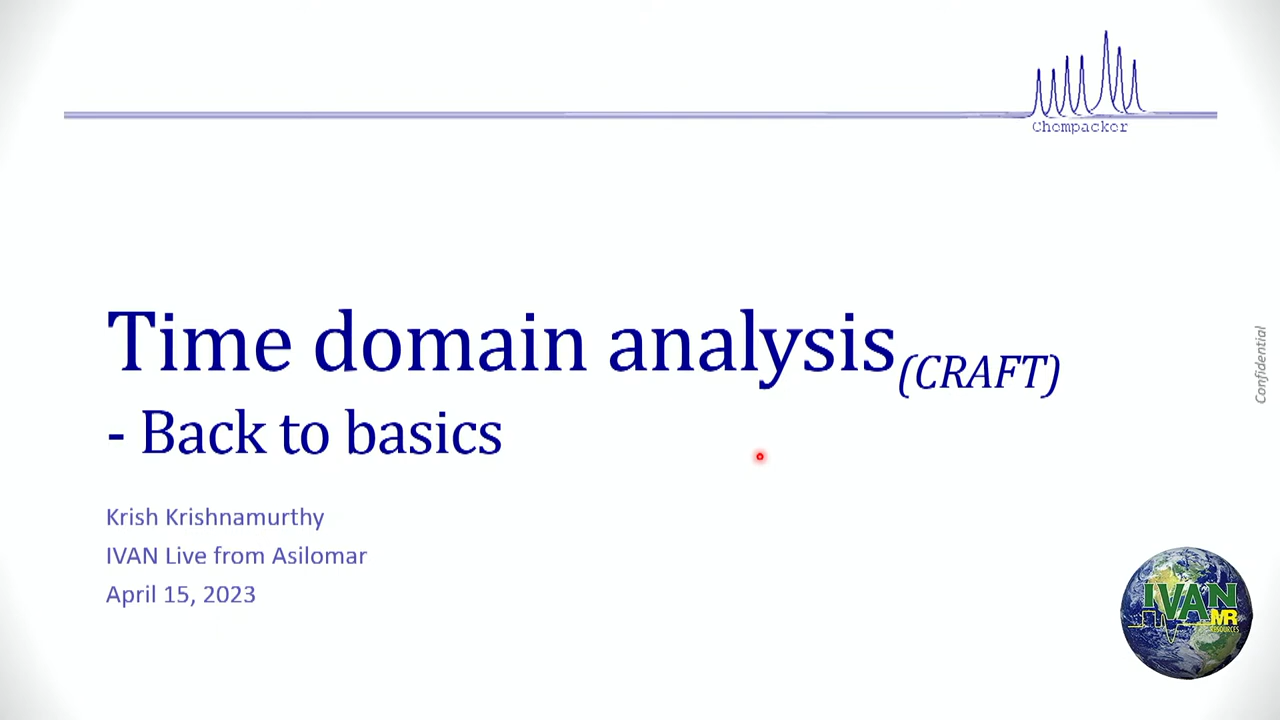 Chempacker
Time domain analysis(CRAFT)
- Back to basics
Krish Krishnamurthy
IVAN Live from Asilomar
April 15, 2023
Confidential
IVAN
MR
RESOURCES